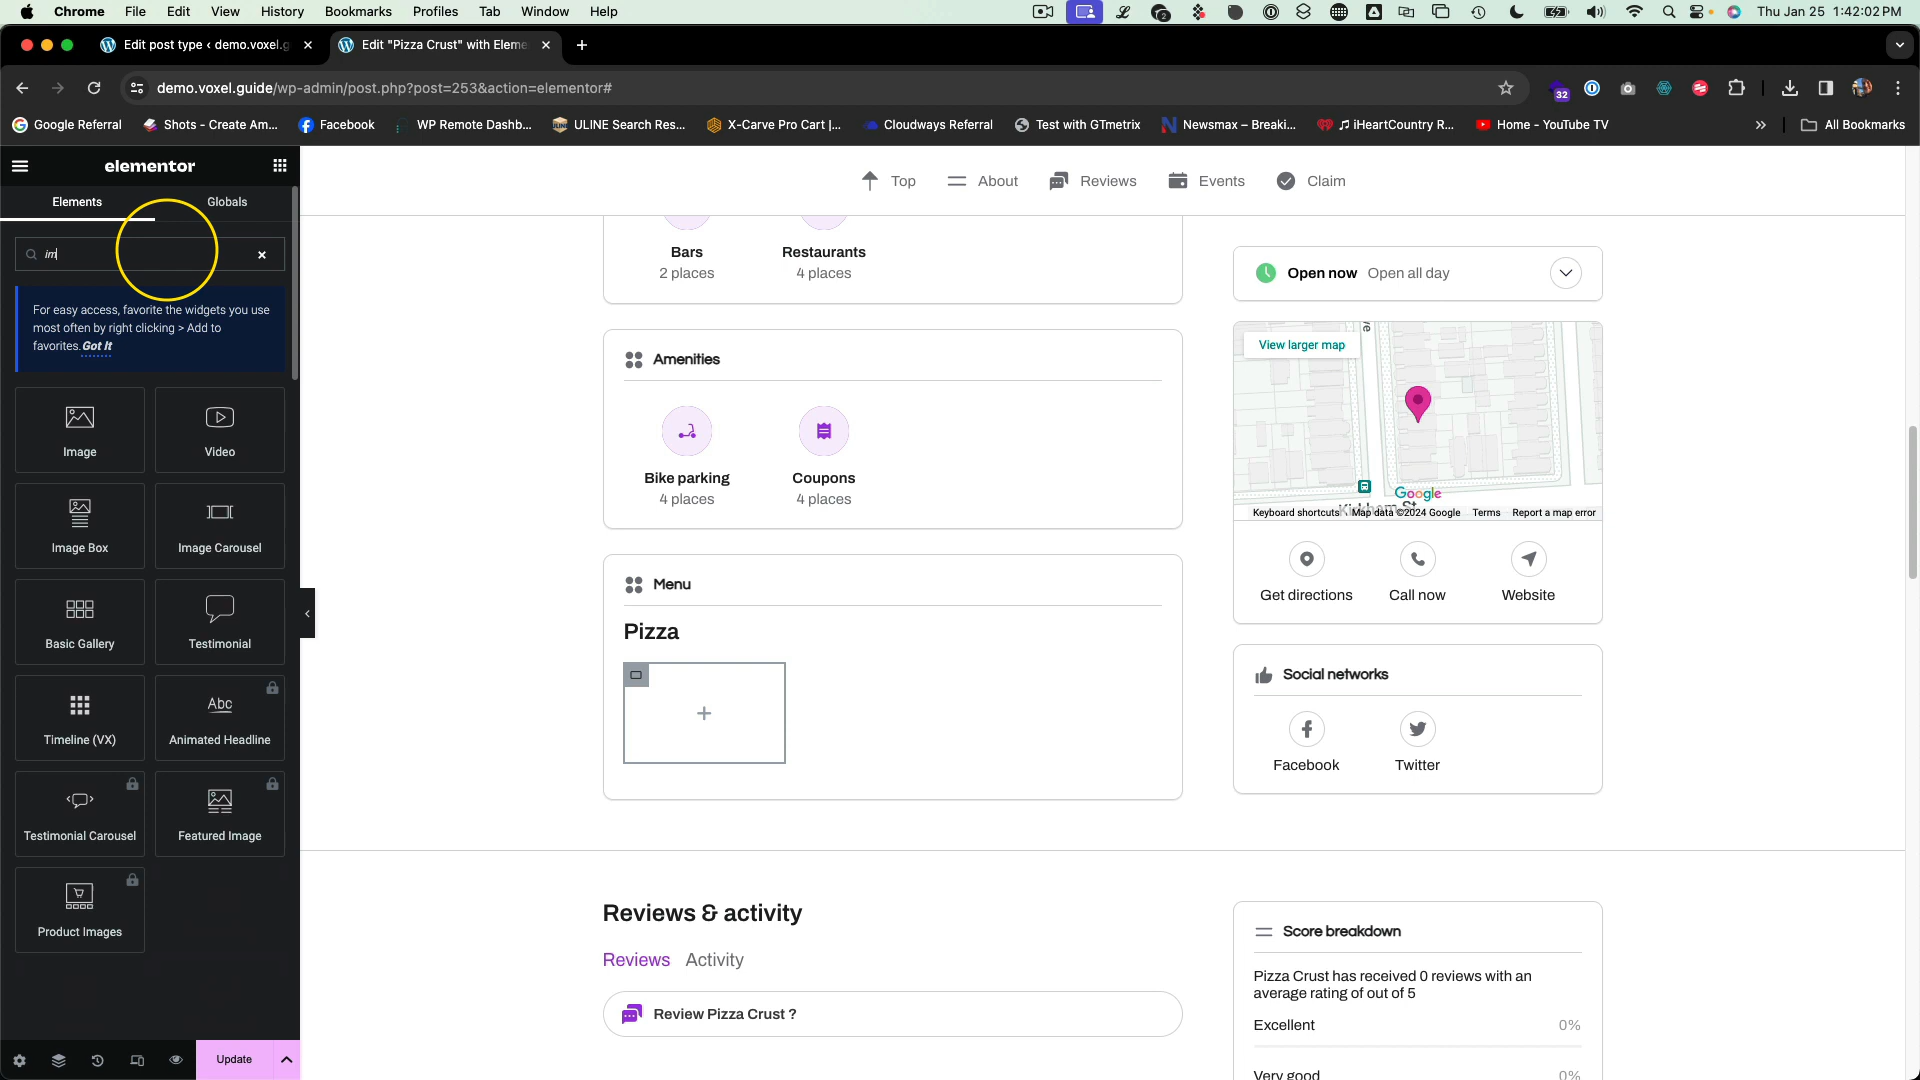 Chrome File Edit View History Bookmarks Profiles Tab Window Help Thu Jan 25 1:42:02 PM
Edit post type ‹ demo.voxel.g Edit "Pizza Crust" with Eleme
demo.voxel.guide/wp-admin/post.php?post=253&action=elementor# 32
Google Referral Shots - Create Am... Facebook WP Remote Dashb... ULINE Search Res... X-Carve Pro Cart |... Cloudways Referral Test with GTmetrix Newsmax – Breaki... ♫ iHeartCountry R... Home - YouTube TV » All Bookmarks
elementor
Elements Globals
im
For easy access, favorite the widgets you use
most often by right clicking > Add to
favorites. Got It
Image Video
Image Box Image Carousel
Basic Gallery Testimonial
Timeline (VX) Abc Animated Headline
Testimonial Carousel Featured Image
Product Images
Update
Top About Reviews Events Claim
Bars Restaurants
2 places 4 places
Amenities
Bike parking Coupons
4 places 4 places
Menu
Pizza
Open now Open all day
View larger map
Google
Keyboard shortcuts Map data ©2024 Google Terms Report a map error
Get directions Call now Website
Social networks
Facebook Twitter
Reviews & activity
Reviews Activity
Review Pizza Crust ?
Score breakdown
Pizza Crust has received 0 reviews with an
average rating of out of 5
Excellent 0%
Very good 0%